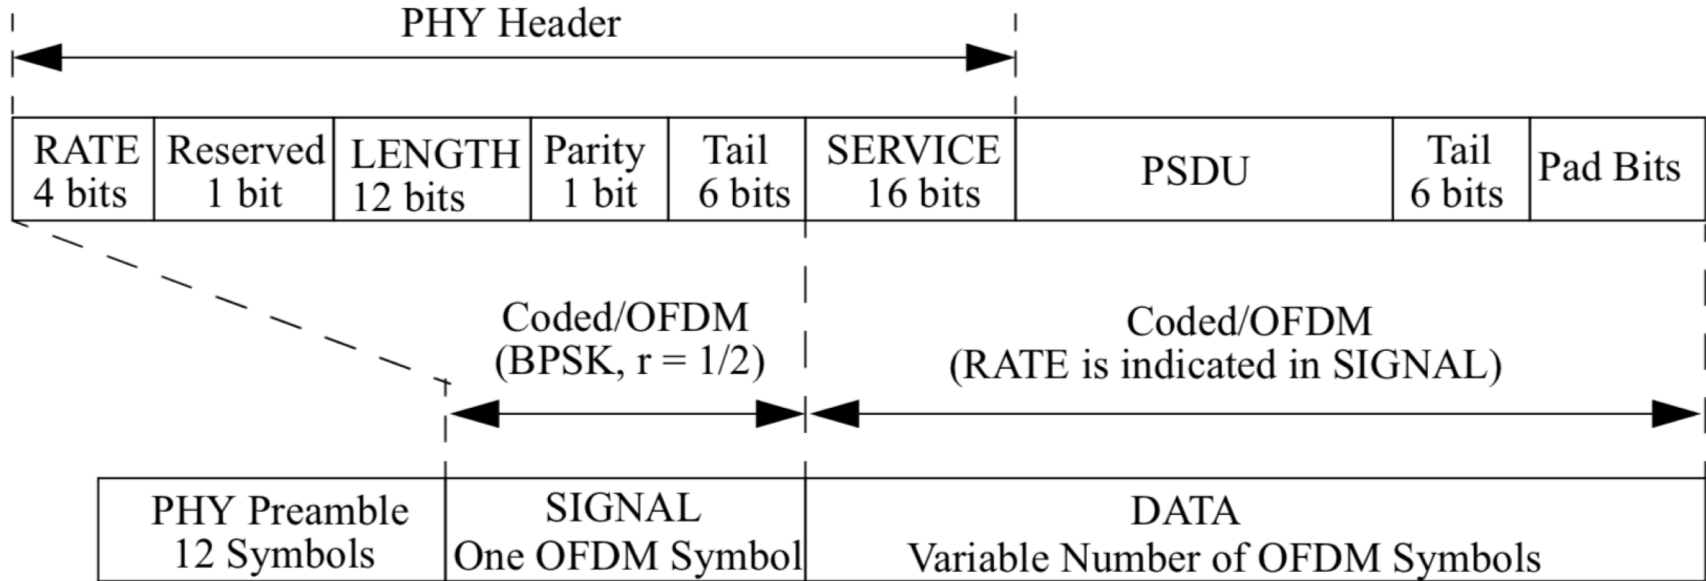 PHY Header
RATE
4 bits
Reserved
1 bit
LENGTH
12 bits
Parity
1 bit
Tail
6 bits
SERVICE
16 bits
PSDU
Tail
6 bits
Pad Bits
Coded/OFDM
(BPSK, r = 1/2)
Coded/OFDM
(RATE is indicated in SIGNAL)
PHY Preamble
12 Symbols
SIGNAL
One OFDM Symbol
DATA
Variable Number of OFDM Symbols